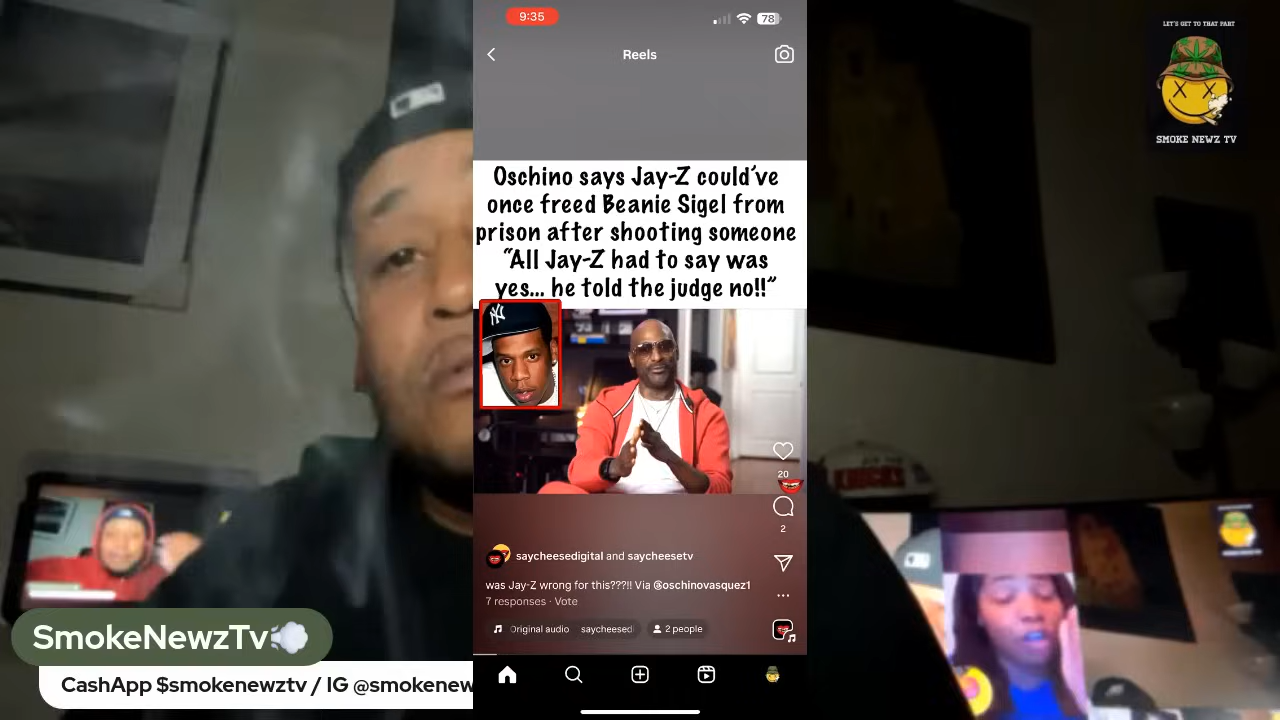 9:35
78
Reels
LET'S GET TO THAT PART
SMOKE NEWZ TV
Oschino says Jay-Z could've
once freed Beanie Sigel from
prison after shooting someone
"All Jay-Z had to say was
yes... he told the judge no!!"
NY
20
2
saycheesedigital and saycheesetv
was Jay-Z wrong for this???!! Via @oschinovasquez1
7 responses · Vote
Original audio saycheesedi
2 people
KNICKS
SmokeNewzTv💨
CashApp $smokenewztv / IG @smokenew